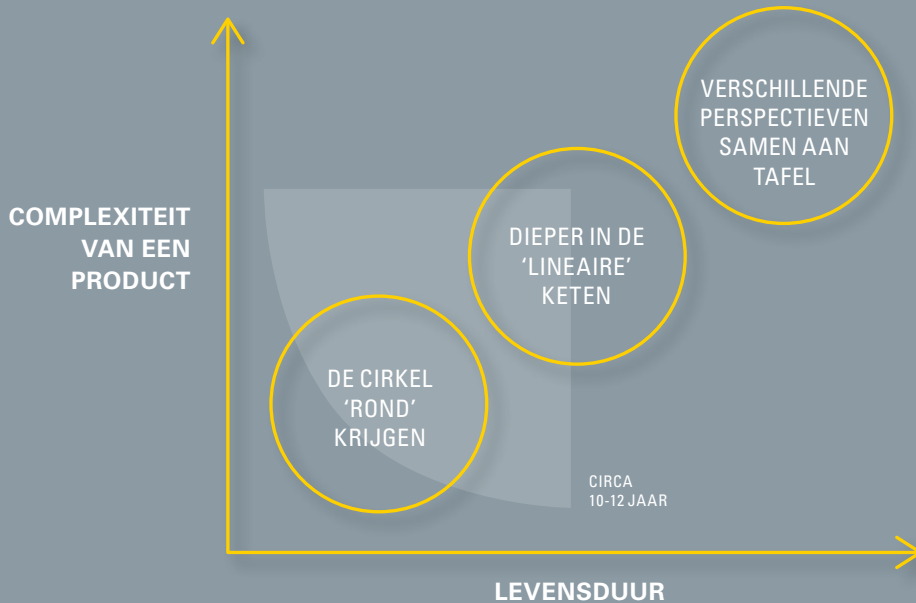 VERSCHILLENDE
PERSPECTIEVEN
SAMEN AAN
TAFEL
COMPLEXITEIT
VAN EEN
PRODUCT
DIEPER IN DE
‘LINEAIRE’
KETEN
DE CIRKEL
‘ROND’
KRIJGEN
CIRCA
10-12 JAAR
LEVENSDUUR